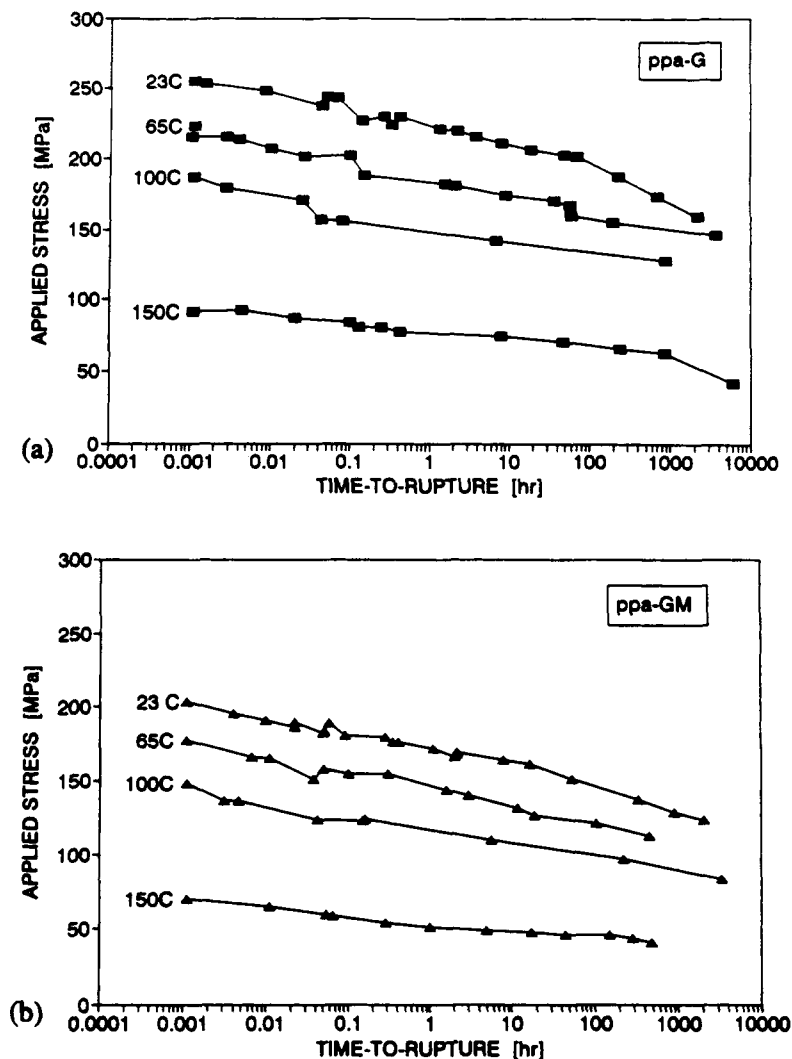 300
ppa-G
250
23C
65C
200
100C
150
APPLIED STRESS [MPa]
100
150C
50
(a)
0
0.0001 0.001 0.01 0.1 1 10 100 1000 10000
TIME-TO-RUPTURE [hr]
300
ppa-GM
250
200
23 C
65C
150
100C
APPLIED STRESS [MPa]
100
150C
50
(b)
0
0.0001 0.001 0.01 0.1 1 10 100 1000 10000
TIME-TO-RUPTURE [hr]